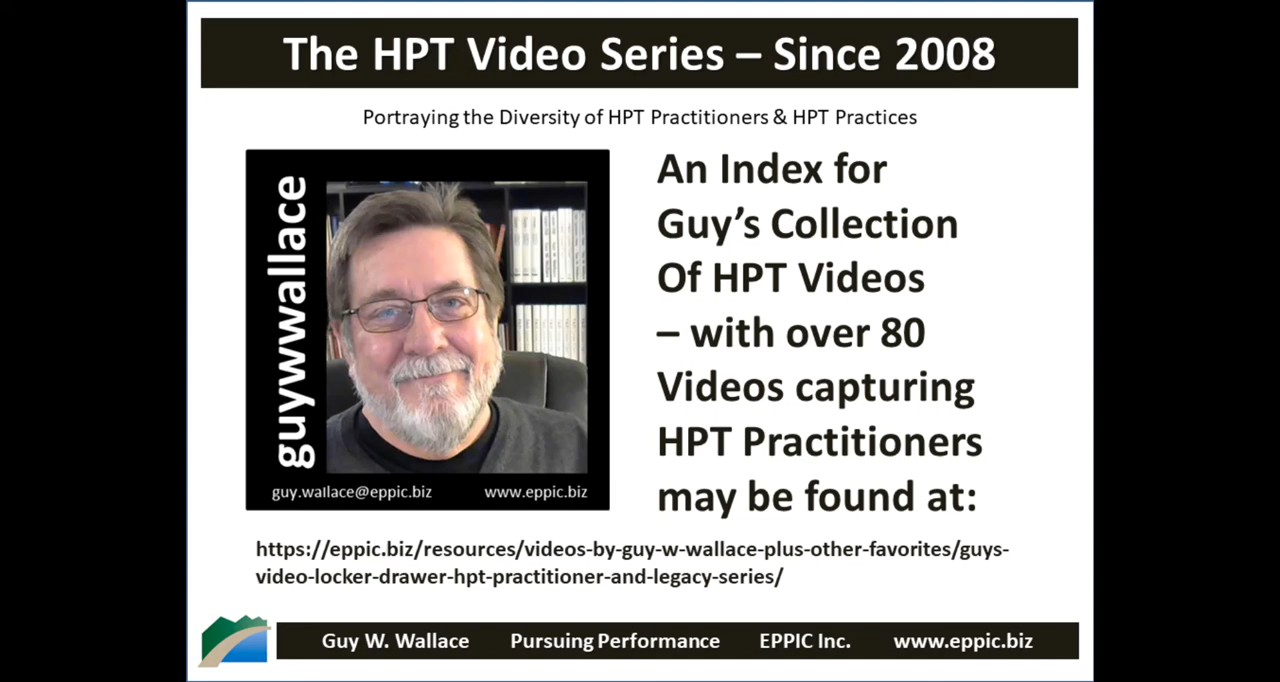 The HPT Video Series – Since 2008
Portraying the Diversity of HPT Practitioners & HPT Practices
guywwallace
guy.wallace@eppic.biz www.eppic.biz
An Index for
Guy’s Collection
Of HPT Videos
– with over 80
Videos capturing
HPT Practitioners
may be found at:
https://eppic.biz/resources/videos-by-guy-w-wallace-plus-other-favorites/guys-
video-locker-drawer-hpt-practitioner-and-legacy-series/
Guy W. Wallace Pursuing Performance EPPIC Inc. www.eppic.biz